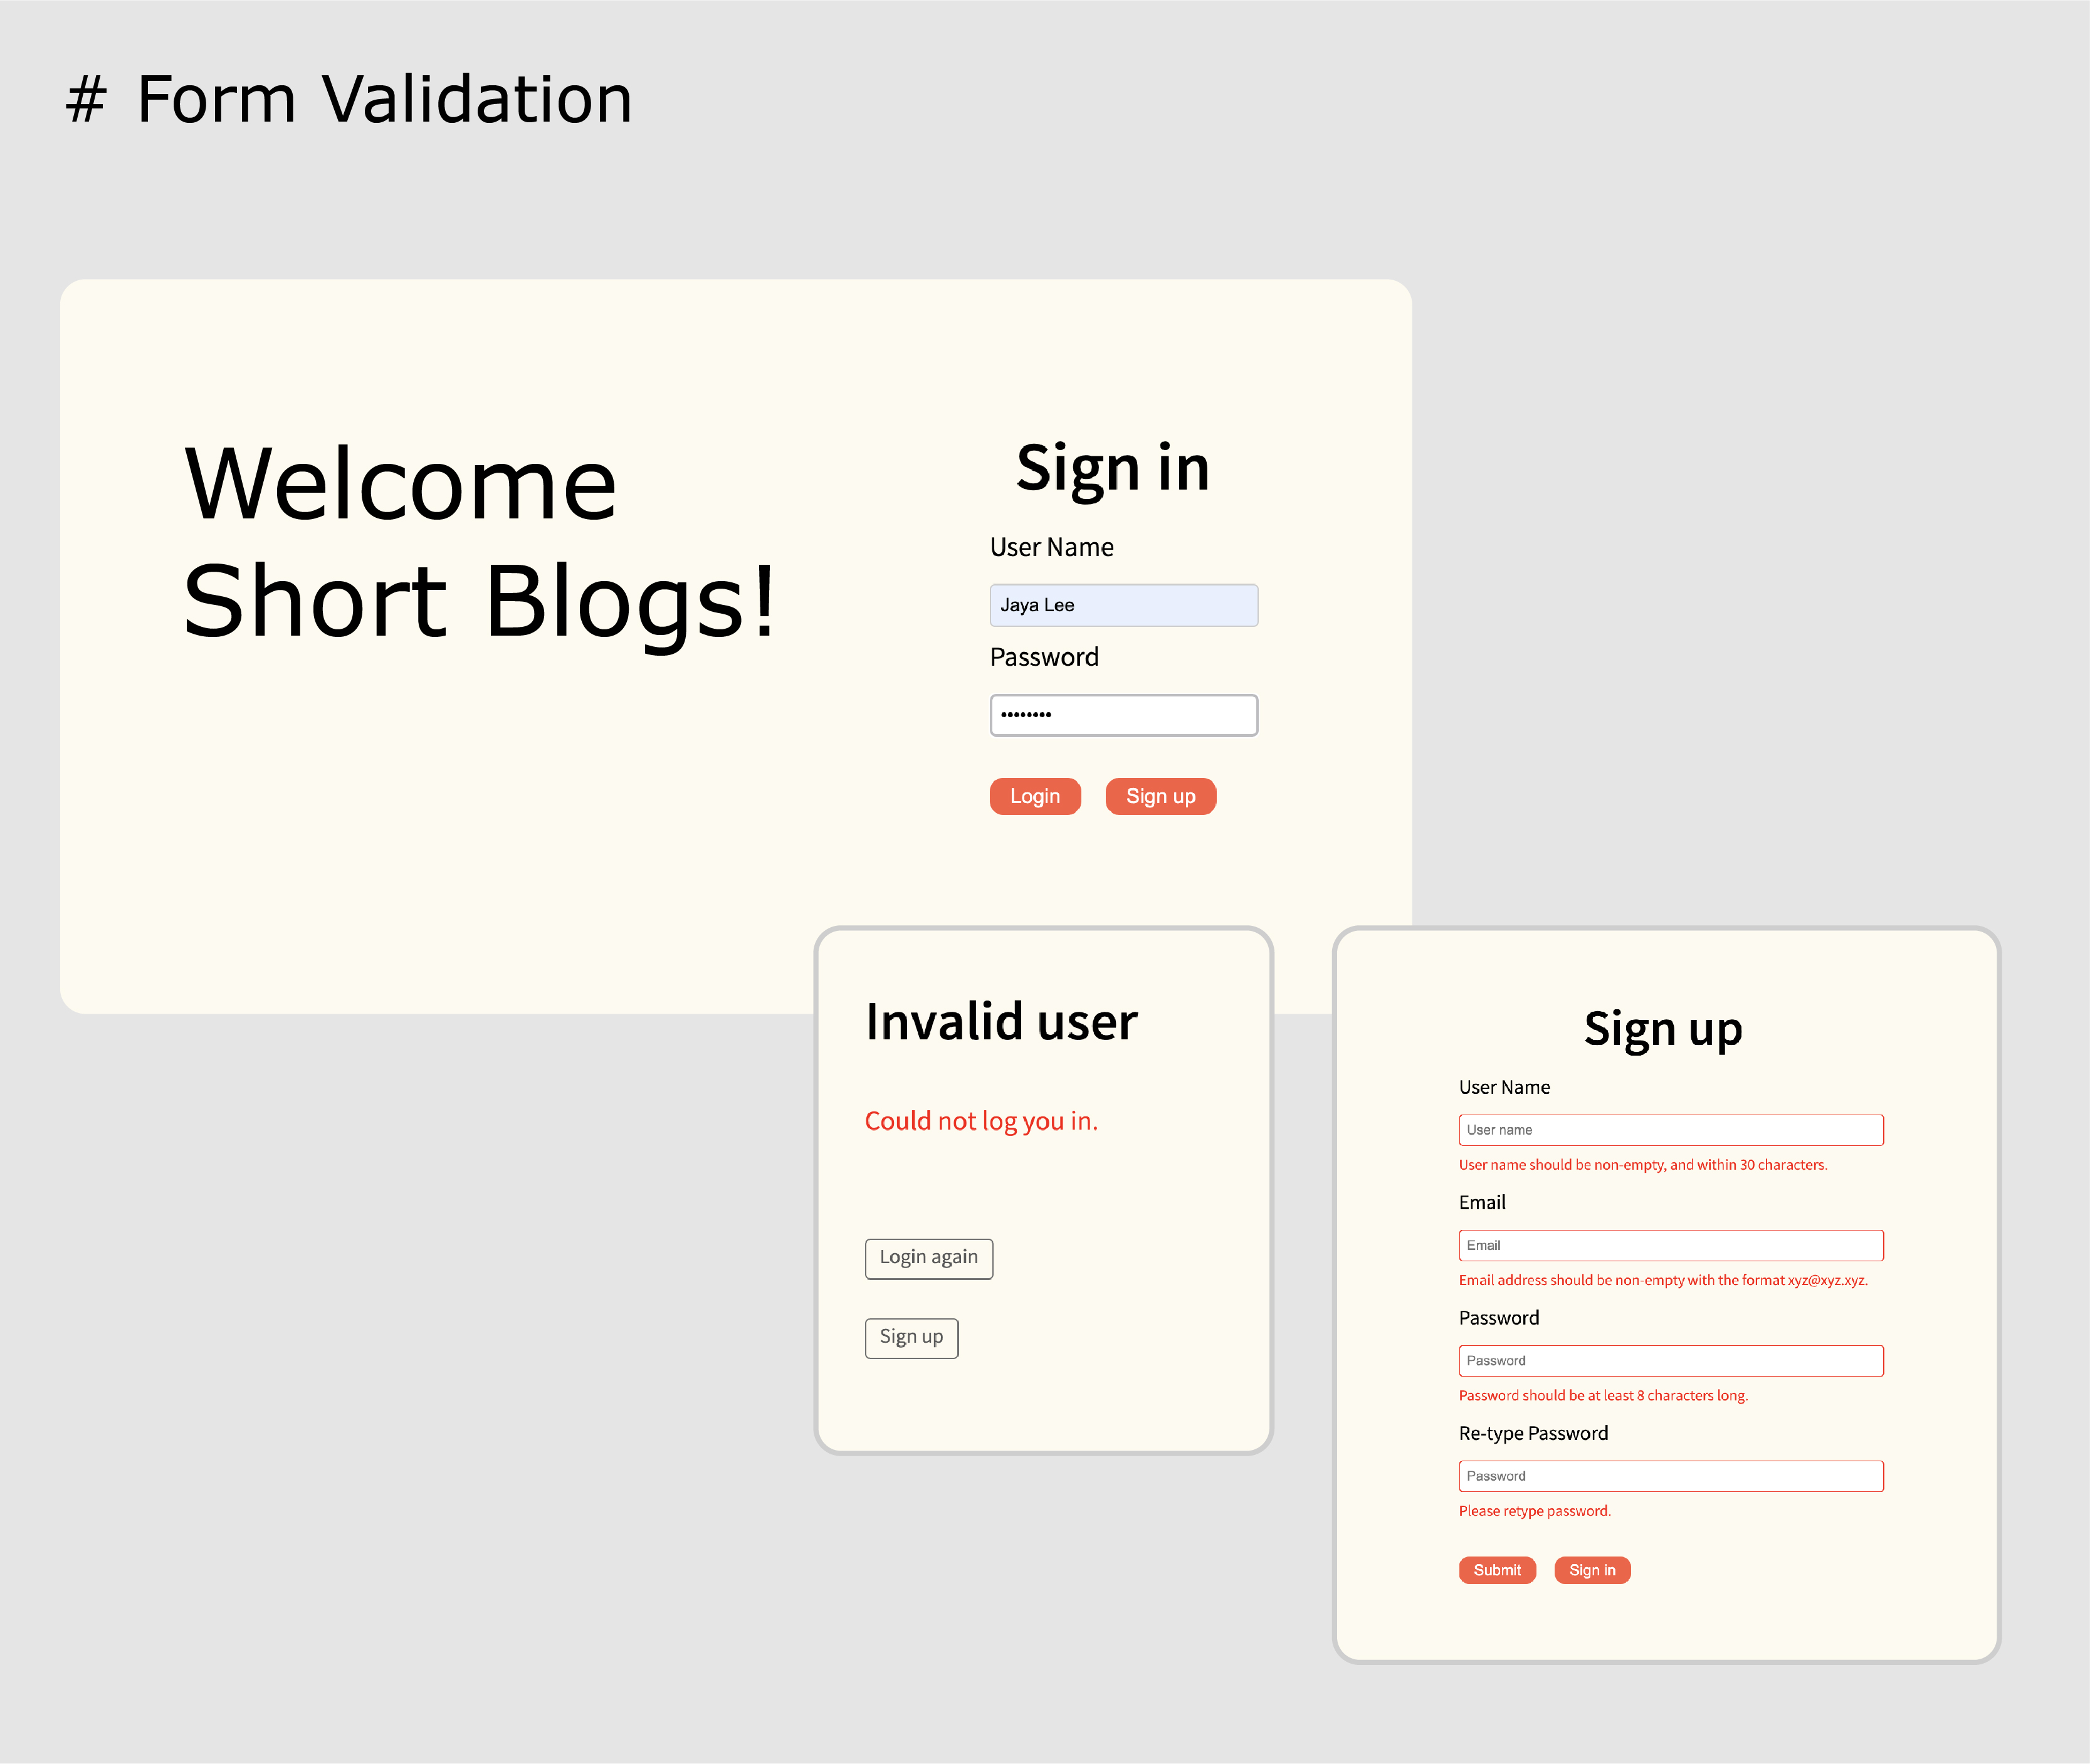 # Form Validation
Welcome
Short Blogs!
Sign in
User Name
Jaya Lee
Password
••••••••
Login
Sign up
Invalid user
Could not log you in.
Login again
Sign up
Sign up
User Name
User name
User name should be non-empty, and within 30 characters.
Email
Email
Email address should be non-empty with the format xyz@xyz.xyz.
Password
Password
Password should be at least 8 characters long.
Re-type Password
Password
Please retype password.
Submit
Sign in